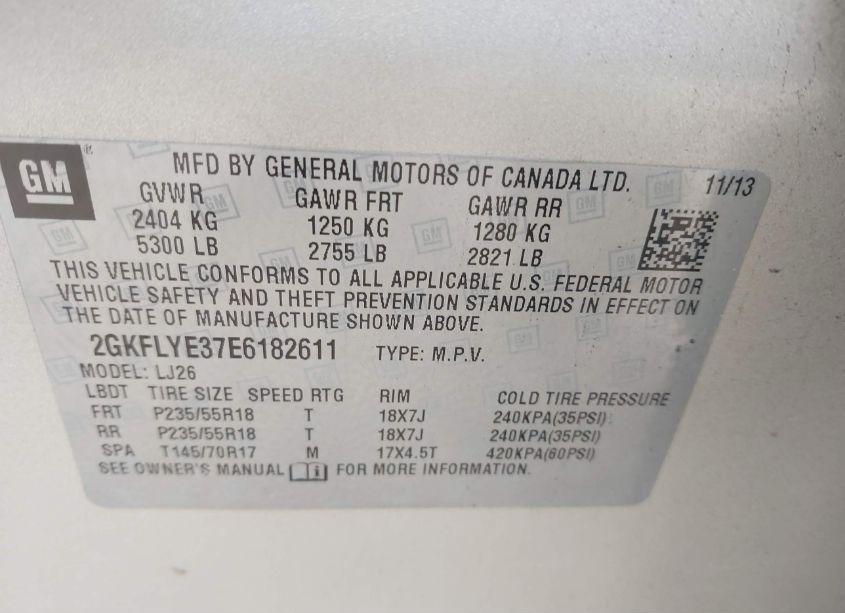 GM®
MFD BY GENERAL MOTORS OF CANADA LTD. 11/13
GVWR GAWR FRT GAWR RR
2404 KG 1250 KG 1280 KG
5300 LB 2755 LB 2821 LB
THIS VEHICLE CONFORMS TO ALL APPLICABLE U.S. FEDERAL MOTOR
VEHICLE SAFETY AND THEFT PREVENTION STANDARDS IN EFFECT ON
THE DATE OF MANUFACTURE SHOWN ABOVE.
2GKFLYE37E6182611 TYPE: M.P.V.
MODEL: LJ26
LBDT TIRE SIZE SPEED RTG RIM COLD TIRE PRESSURE
FRT P235/55R18 T 18X7J 240KPA(35PSI)
RR P235/55R18 T 18X7J 240KPA(35PSI)
SPA T145/70R17 M 17X4.5T 420KPA(60PSI)
SEE OWNER'S MANUAL i FOR MORE INFORMATION.